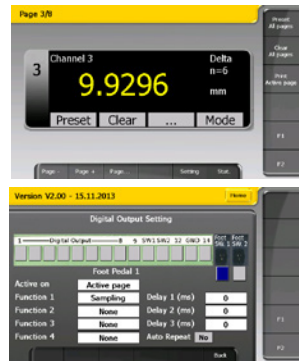 Page 3/8
Preset
All pages
Clear
All pages
Print
Active page
F1
F2
3
Channel 3
Delta
n=6
9.9296
mm
Preset Clear ... Mode
Page - Page + Page... Setting Stat.
Version V2.00 - 15.11.2013
Home
Digital Output Setting
1 Digital Output 8 9 SW1 SW2 12 GND 14
Foot SW. 1
Foot SW. 2
Foot Pedal 1
Active on Active page
Function 1 Sampling Delay 1 (ms) 0
Function 2 None Delay 2 (ms) 0
Function 3 None Delay 3 (ms) 0
Function 4 None Auto Repeat No
Back
F1
F2